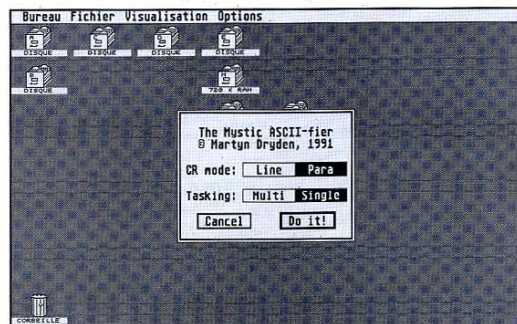 Bureau Fichier Visualisation Options
DISQUE DISQUE DISQUE DISQUE
DISQUE 720 K RAM
The Mystic ASCII-fier
© Martyn Dryden, 1991
CR mode: Line Para
Tasking: Multi Single
Cancel Do it!
CORBEILLE